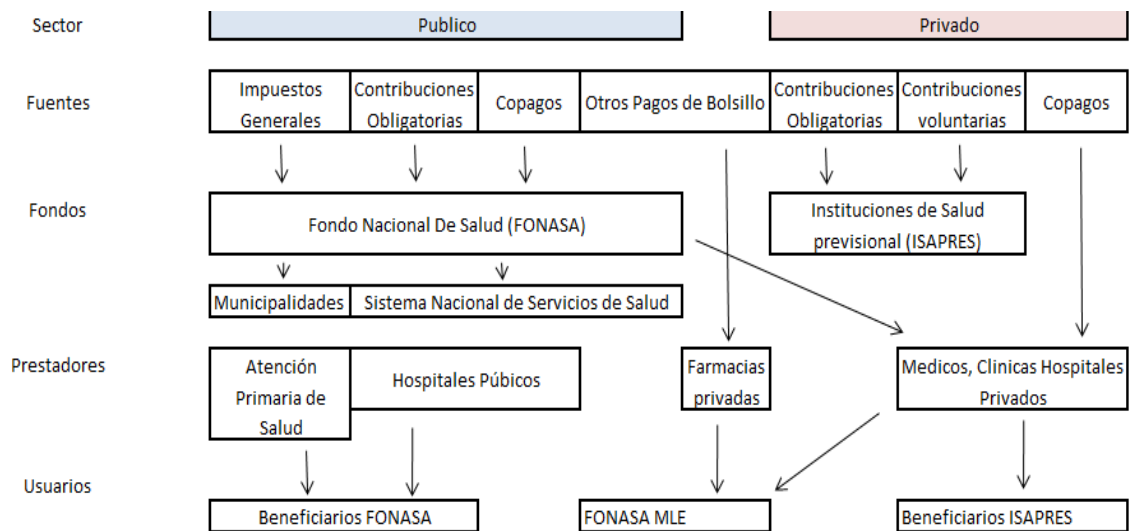 Sector
Publico
Privado
Fuentes
Impuestos
Generales
Contribuciones
Obligatorias
Copagos
Otros Pagos de Bolsillo
Contribuciones
Obligatorias
Contribuciones
voluntarias
Copagos
Fondos
Fondo Nacional De Salud (FONASA)
Instituciones de Salud
previsional (ISAPRES)
Municipalidades
Sistema Nacional de Servicios de Salud
Prestadores
Atención
Primaria de
Salud
Hospitales Púbicos
Farmacias
privadas
Medicos, Clinicas Hospitales
Privados
Usuarios
Beneficiarios FONASA
FONASA MLE
Beneficiarios ISAPRES